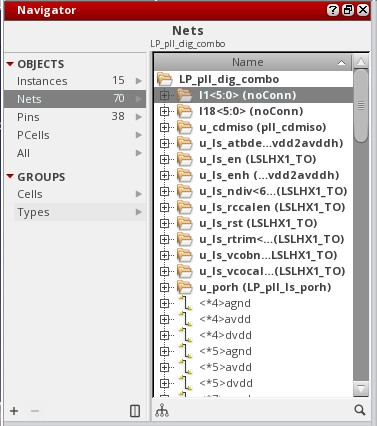 Navigator
Nets
LP_pll_dig_combo
OBJECTS
Instances 15
Nets 70
Pins 38
PCells
All
GROUPS
Cells
Types
Name
LP_pll_dig_combo
I1<5:0> (noConn)
I18<5:0> (noConn)
u_cdmiso (pll_cdmiso)
u_ls_atbde...vdd2avddh)
u_ls_en (LSLHX1_TO)
u_ls_enh (...vdd2avddh)
u_ls_ndiv<6...(LSLHX1_TO)
u_ls_rccalen (LSLHX1_TO)
u_ls_rst (LSLHX1_TO)
u_ls_rtrim<...(LSLHX1_TO)
u_ls_vcobn...(LSLHX1_TO)
u_ls_vcocal...(LSLHX1_TO)
u_porh (LP_pll_ls_porh)
<*4>agnd
<*4>avdd
<*4>dvdd
<*5>agnd
<*5>avdd
<*5>dvdd